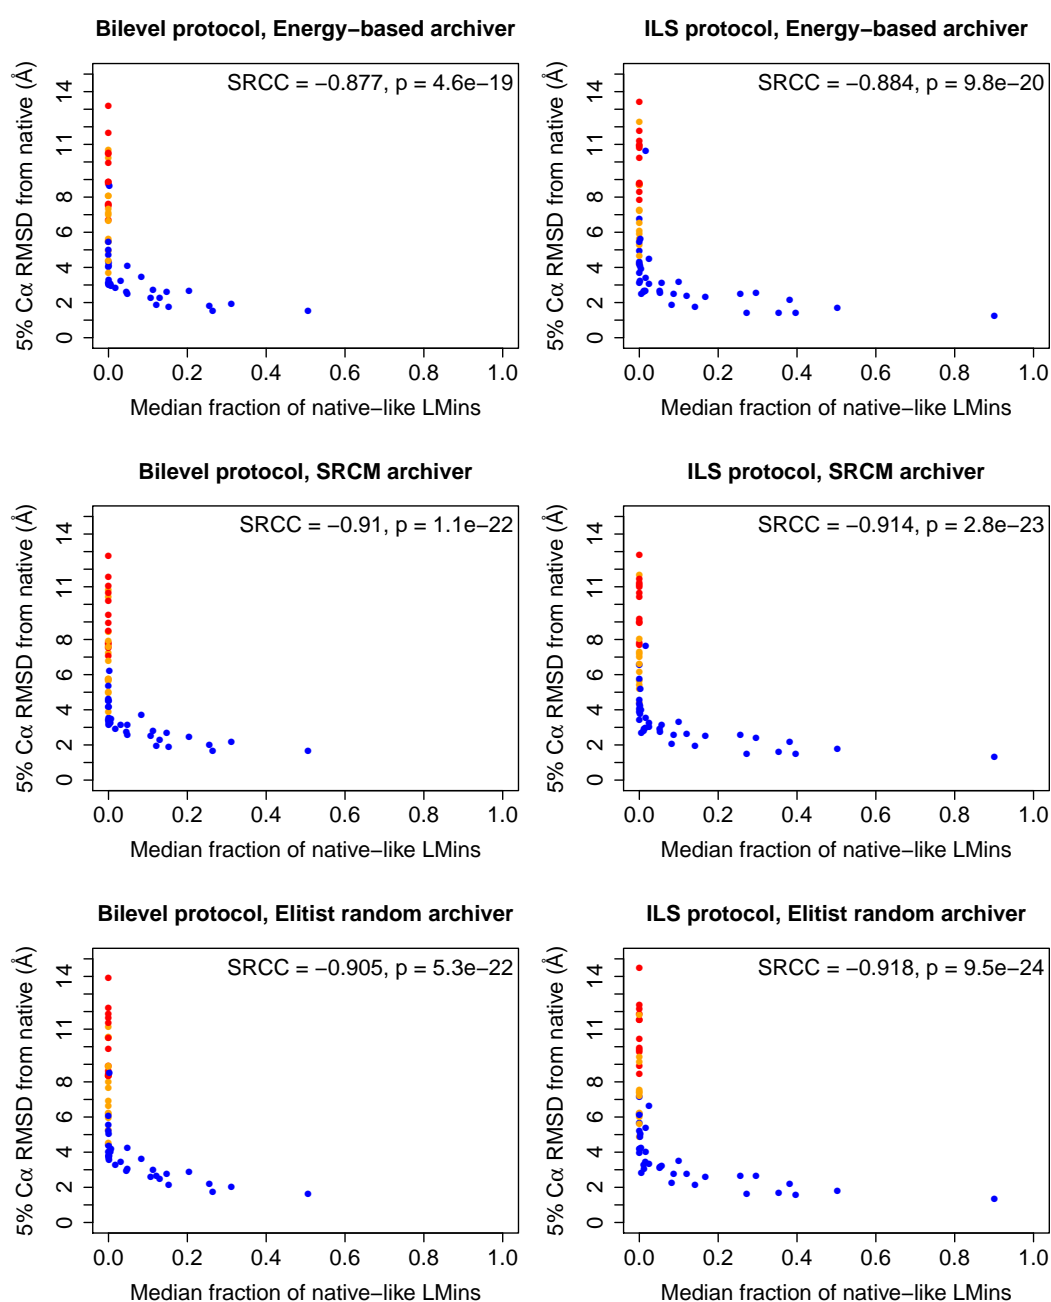 Bilevel protocol, Energy−based archiver
SRCC = −0.877, p = 4.6e−19
5% Cα RMSD from native (Å)
0 2 4 6 8 11 14
0.0 0.2 0.4 0.6 0.8 1.0
Median fraction of native−like LMins
ILS protocol, Energy−based archiver
SRCC = −0.884, p = 9.8e−20
5% Cα RMSD from native (Å)
0 2 4 6 8 11 14
0.0 0.2 0.4 0.6 0.8 1.0
Median fraction of native−like LMins
Bilevel protocol, SRCM archiver
SRCC = −0.91, p = 1.1e−22
5% Cα RMSD from native (Å)
0 2 4 6 8 11 14
0.0 0.2 0.4 0.6 0.8 1.0
Median fraction of native−like LMins
ILS protocol, SRCM archiver
SRCC = −0.914, p = 2.8e−23
5% Cα RMSD from native (Å)
0 2 4 6 8 11 14
0.0 0.2 0.4 0.6 0.8 1.0
Median fraction of native−like LMins
Bilevel protocol, Elitist random archiver
SRCC = −0.905, p = 5.3e−22
5% Cα RMSD from native (Å)
0 2 4 6 8 11 14
0.0 0.2 0.4 0.6 0.8 1.0
Median fraction of native−like LMins
ILS protocol, Elitist random archiver
SRCC = −0.918, p = 9.5e−24
5% Cα RMSD from native (Å)
0 2 4 6 8 11 14
0.0 0.2 0.4 0.6 0.8 1.0
Median fraction of native−like LMins